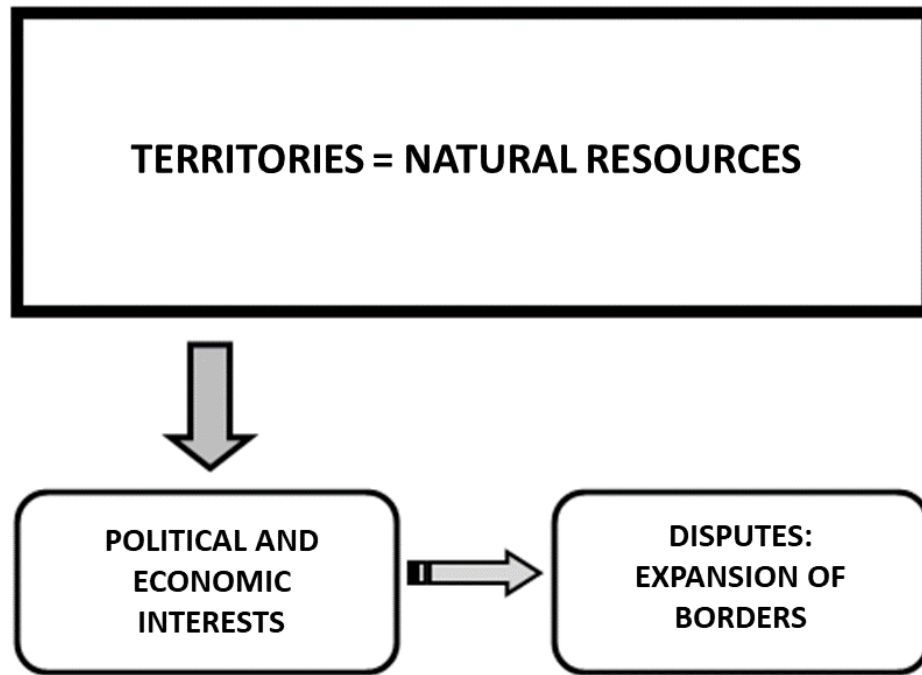 TERRITORIES = NATURAL RESOURCES
POLITICAL AND
ECONOMIC
INTERESTS
DISPUTES:
EXPANSION OF
BORDERS